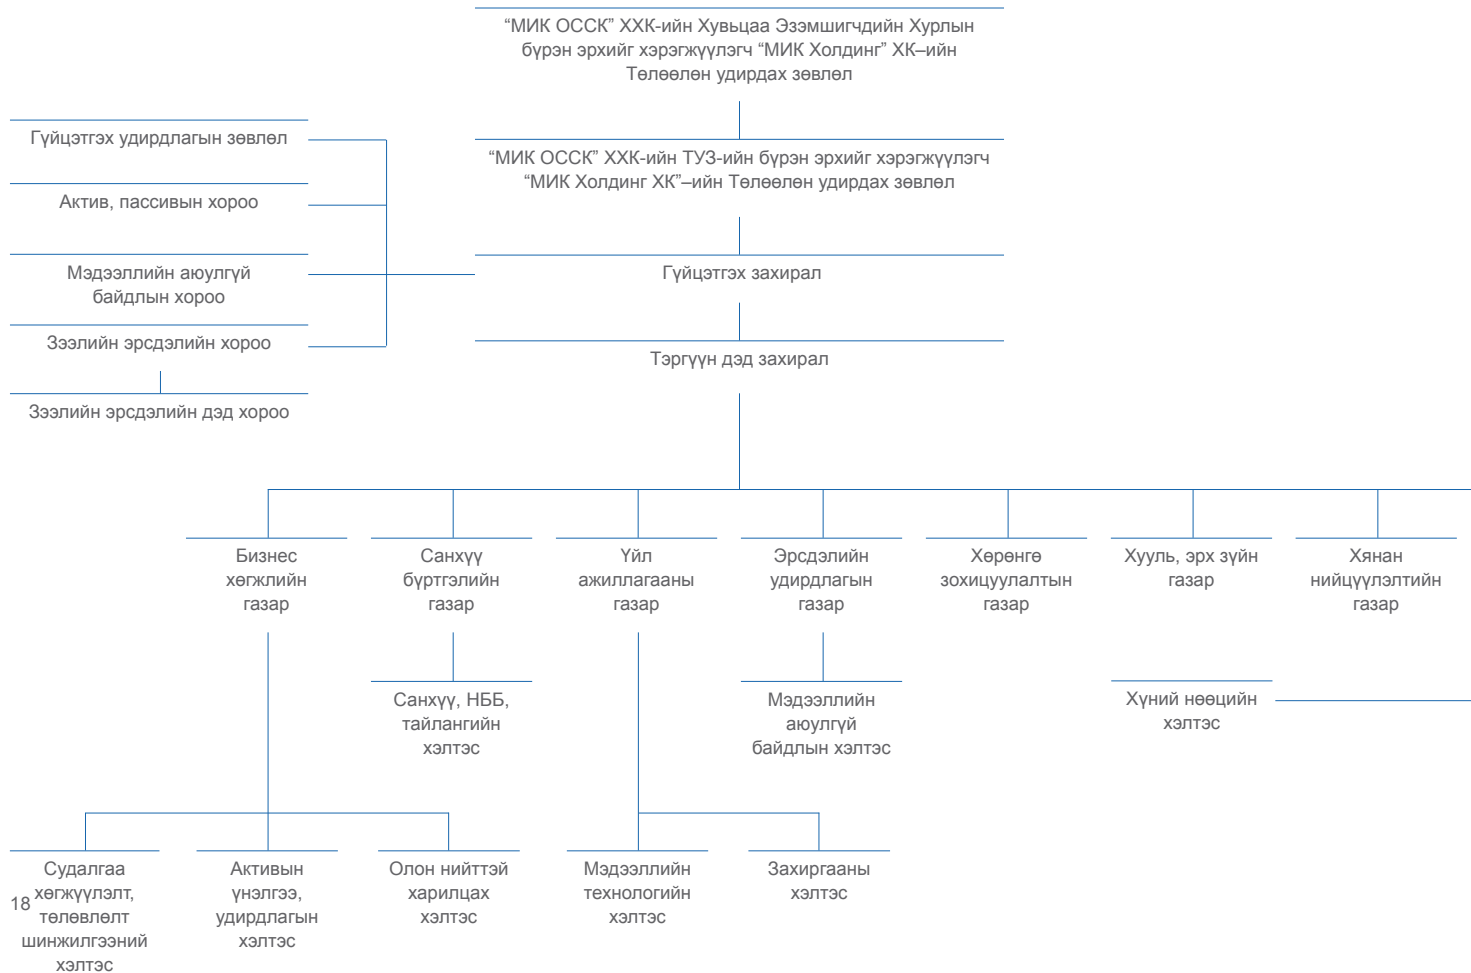 “МИК ОССК” ХХК-ийн Хувьцаа Эзэмшигчдийн Хурлын
бүрэн эрхийг хэрэгжүүлэгч “МИК Холдинг” ХК–ийн
Төлөөлөн удирдах зөвлөл
“МИК ОССК” ХХК-ийн ТУЗ-ийн бүрэн эрхийг хэрэгжүүлэгч
“МИК Холдинг ХК”–ийн Төлөөлөн удирдах зөвлөл
Гүйцэтгэх захирал
Тэргүүн дэд захирал
Гүйцэтгэх удирдлагын зөвлөл
Актив, пассивын хороо
Мэдээллийн аюулгүй
байдлын хороо
Зээлийн эрсдэлийн хороо
Зээлийн эрсдэлийн дэд хороо
Бизнес
хөгжлийн
газар
Санхүү
бүртгэлийн
газар
Үйл
ажиллагааны
газар
Эрсдэлийн
удирдлагын
газар
Хөрөнгө
зохицуулалтын
газар
Хууль, эрх зүйн
газар
Хянан
нийцүүлэлтийн
газар
Санхүү, НББ,
тайлангийн
хэлтэс
Мэдээллийн
аюулгүй
байдлын хэлтэс
Хүний нөөцийн
хэлтэс
Судалгаа
хөгжүүлэлт,
төлөвлөлт
шинжилгээний
хэлтэс
Активын
үнэлгээ,
удирдлагын
хэлтэс
Олон нийттэй
харилцах
хэлтэс
Мэдээллийн
технологийн
хэлтэс
Захиргааны
хэлтэс
18